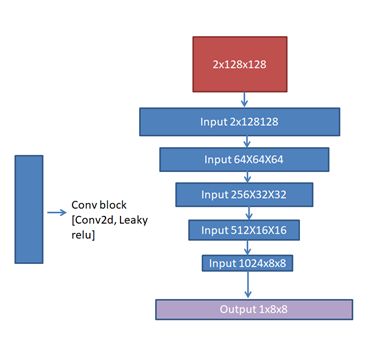 2x128x128
Input 2x128128
Input 64X64X64
Input 256X32X32
Input 512X16X16
Input 1024x8x8
Output 1x8x8
Conv block
[Conv2d, Leaky
relu]